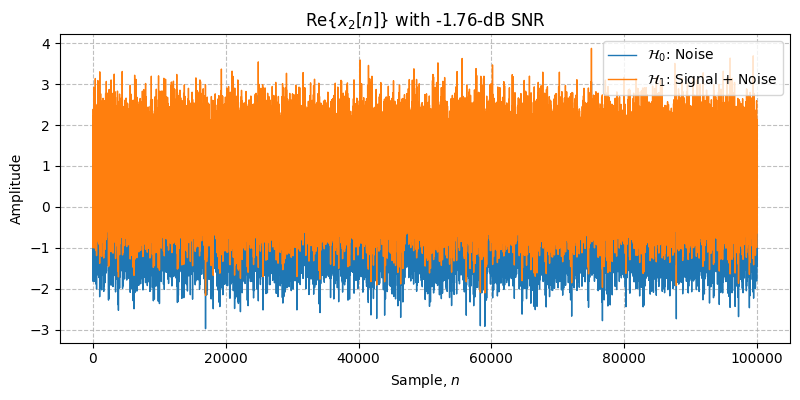 Re{x₂[n]} with -1.76-dB SNR
ℋ₀: Noise
ℋ₁: Signal + Noise
Amplitude
4
3
2
1
0
−1
−2
−3
0 20000 40000 60000 80000 100000
Sample, n